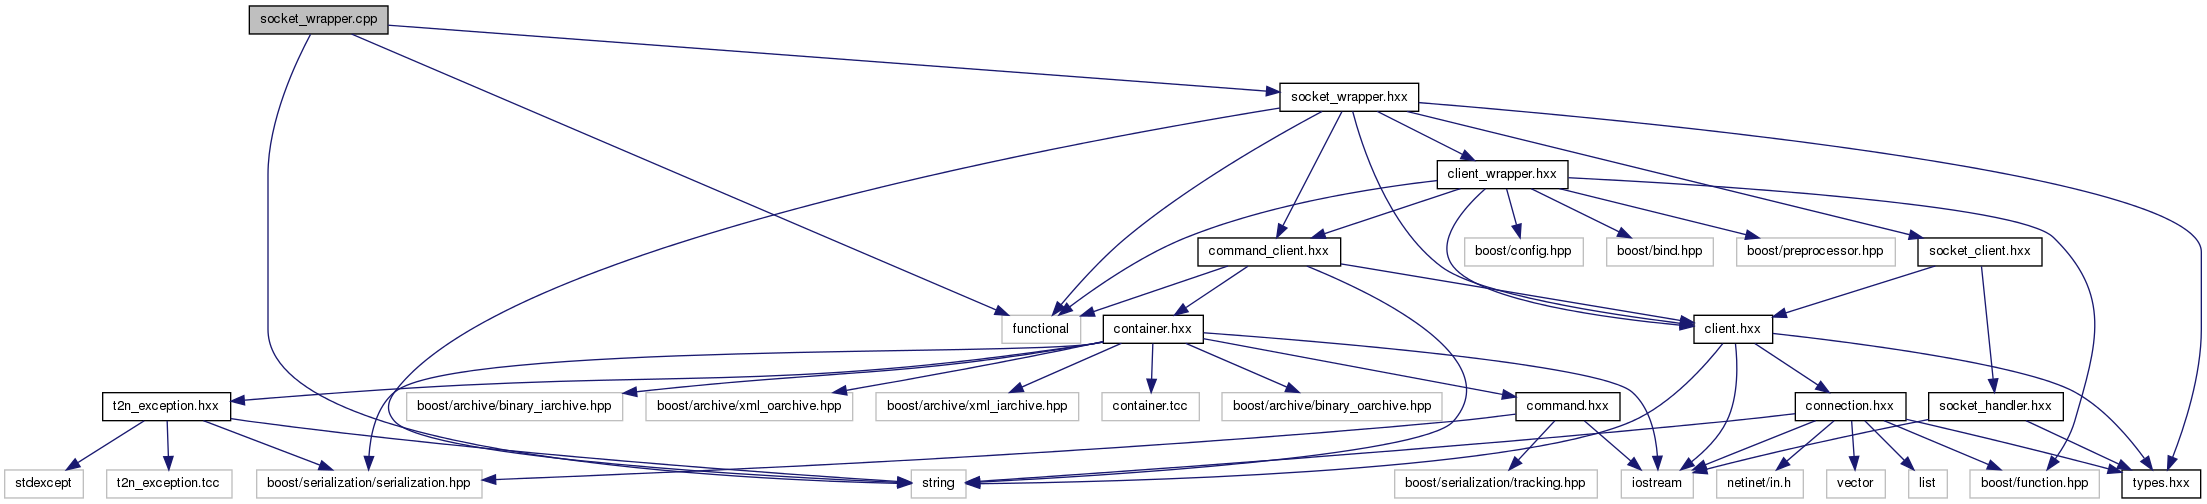 socket_wrapper.cpp
socket_wrapper.hxx
client_wrapper.hxx
command_client.hxx
boost/config.hpp
boost/bind.hpp
boost/preprocessor.hpp
socket_client.hxx
functional
container.hxx
client.hxx
t2n_exception.hxx
boost/archive/binary_iarchive.hpp
boost/archive/xml_oarchive.hpp
boost/archive/xml_iarchive.hpp
container.tcc
boost/archive/binary_oarchive.hpp
command.hxx
connection.hxx
socket_handler.hxx
stdexcept
t2n_exception.tcc
boost/serialization/serialization.hpp
string
boost/serialization/tracking.hpp
iostream
netinet/in.h
vector
list
boost/function.hpp
types.hxx